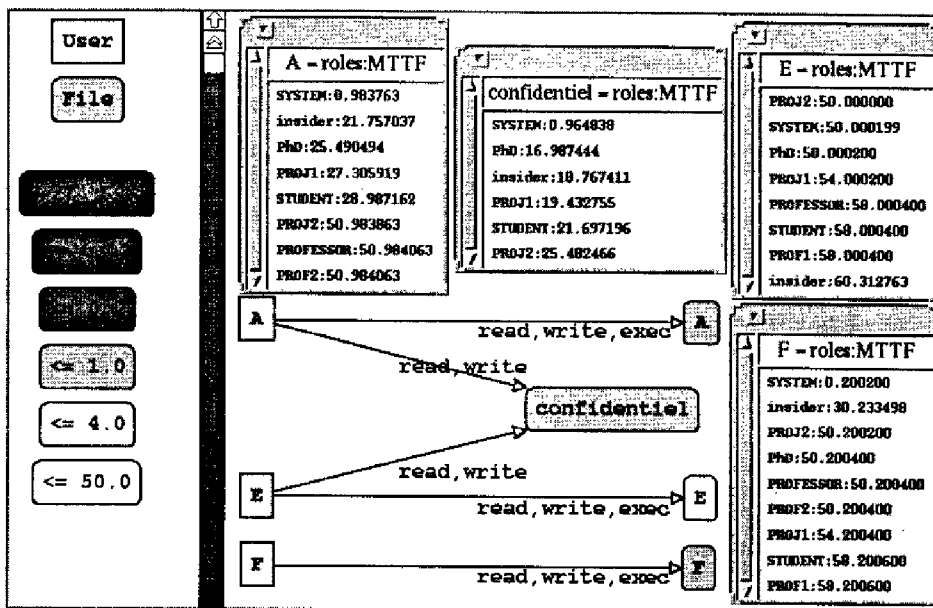 User
File
<= 1.0
<= 4.0
<= 50.0
A = roles:MTTF
SYSTEM:0.983763
insider:21.757037
PhD:25.490494
PROJ1:27.305919
STUDENT:28.987162
PROJ2:50.983863
PROFESSOR:50.984063
PROF2:50.984063
confidentiel = roles:MTTF
SYSTEM:0.964838
PhD:16.987444
insider:18.767411
PROJ1:19.432755
STUDENT:21.697196
PROJ2:25.482466
E = roles:MTTF
PROJ2:50.000000
SYSTEM:50.000199
PhD:50.000200
PROJ1:54.000200
PROFESSOR:58.000400
STUDENT:58.000400
PROF1:58.000400
insider:60.312763
F = roles:MTTF
SYSTEM:0.200200
insider:30.233498
PROJ2:50.200200
PhD:50.200400
PROFESSOR:50.200400
PROF2:50.200400
PROJ1:54.200400
STUDENT:58.200600
PROF1:58.200600
A
read,write,exec
A
read,write
confidentiel
read,write
E
read,write,exec
E
F
read,write,exec
F